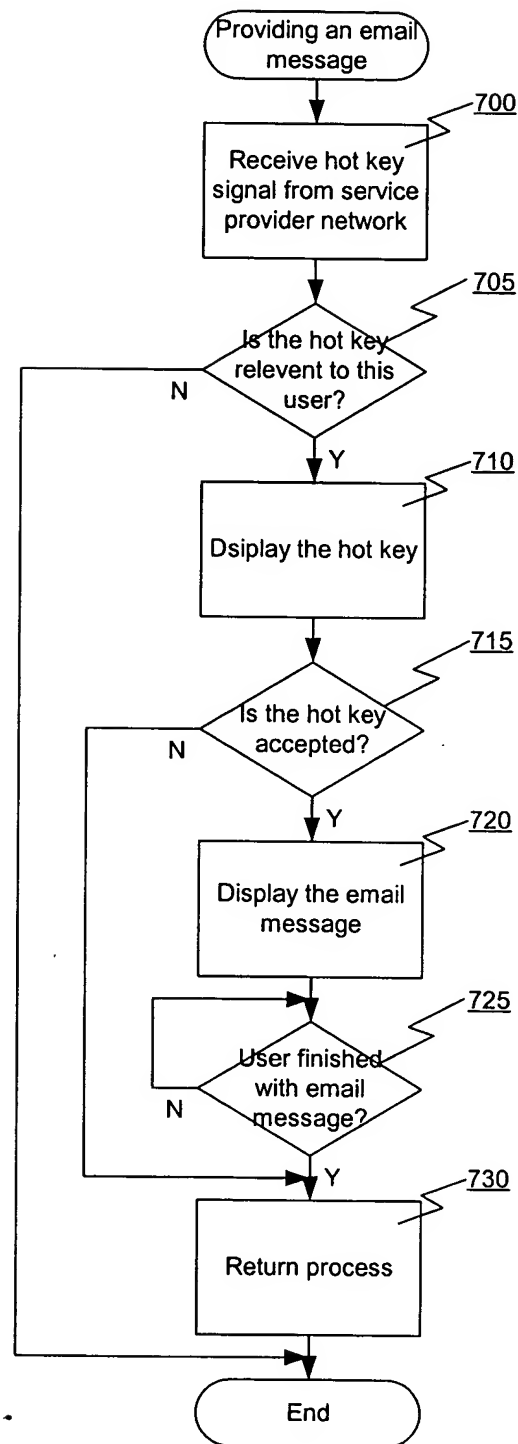 Providing an email
message
700
Receive hot key
signal from service
provider network
705
Is the hot key
relevent to this
user?
N
Y
710
Dsiplay the hot key
715
Is the hot key
accepted?
N
Y
720
Display the email
message
725
User finished
with email
message?
N
Y
730
Return process
End